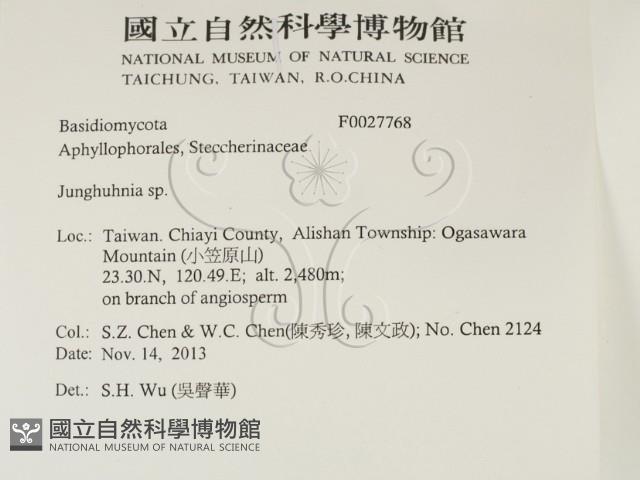 國立自然科學博物館
NATIONAL MUSEUM OF NATURAL SCIENCE
TAICHUNG, TAIWAN, R.O.CHINA
Basidiomycota F0027768
Aphyllophorales, Steccherinaceae
Junghuhnia sp.
Loc.: Taiwan. Chiayi County, Alishan Township: Ogasawara
Mountain (小笠原山)
23.30.N, 120.49.E; alt. 2,480m;
on branch of angiosperm
Col.: S.Z. Chen & W.C. Chen(陳秀珍, 陳文政); No. Chen 2124
Date: Nov. 14, 2013
Det.: S.H. Wu (吳聲華)
國立自然科學博物館
NATIONAL MUSEUM OF NATURAL SCIENCE